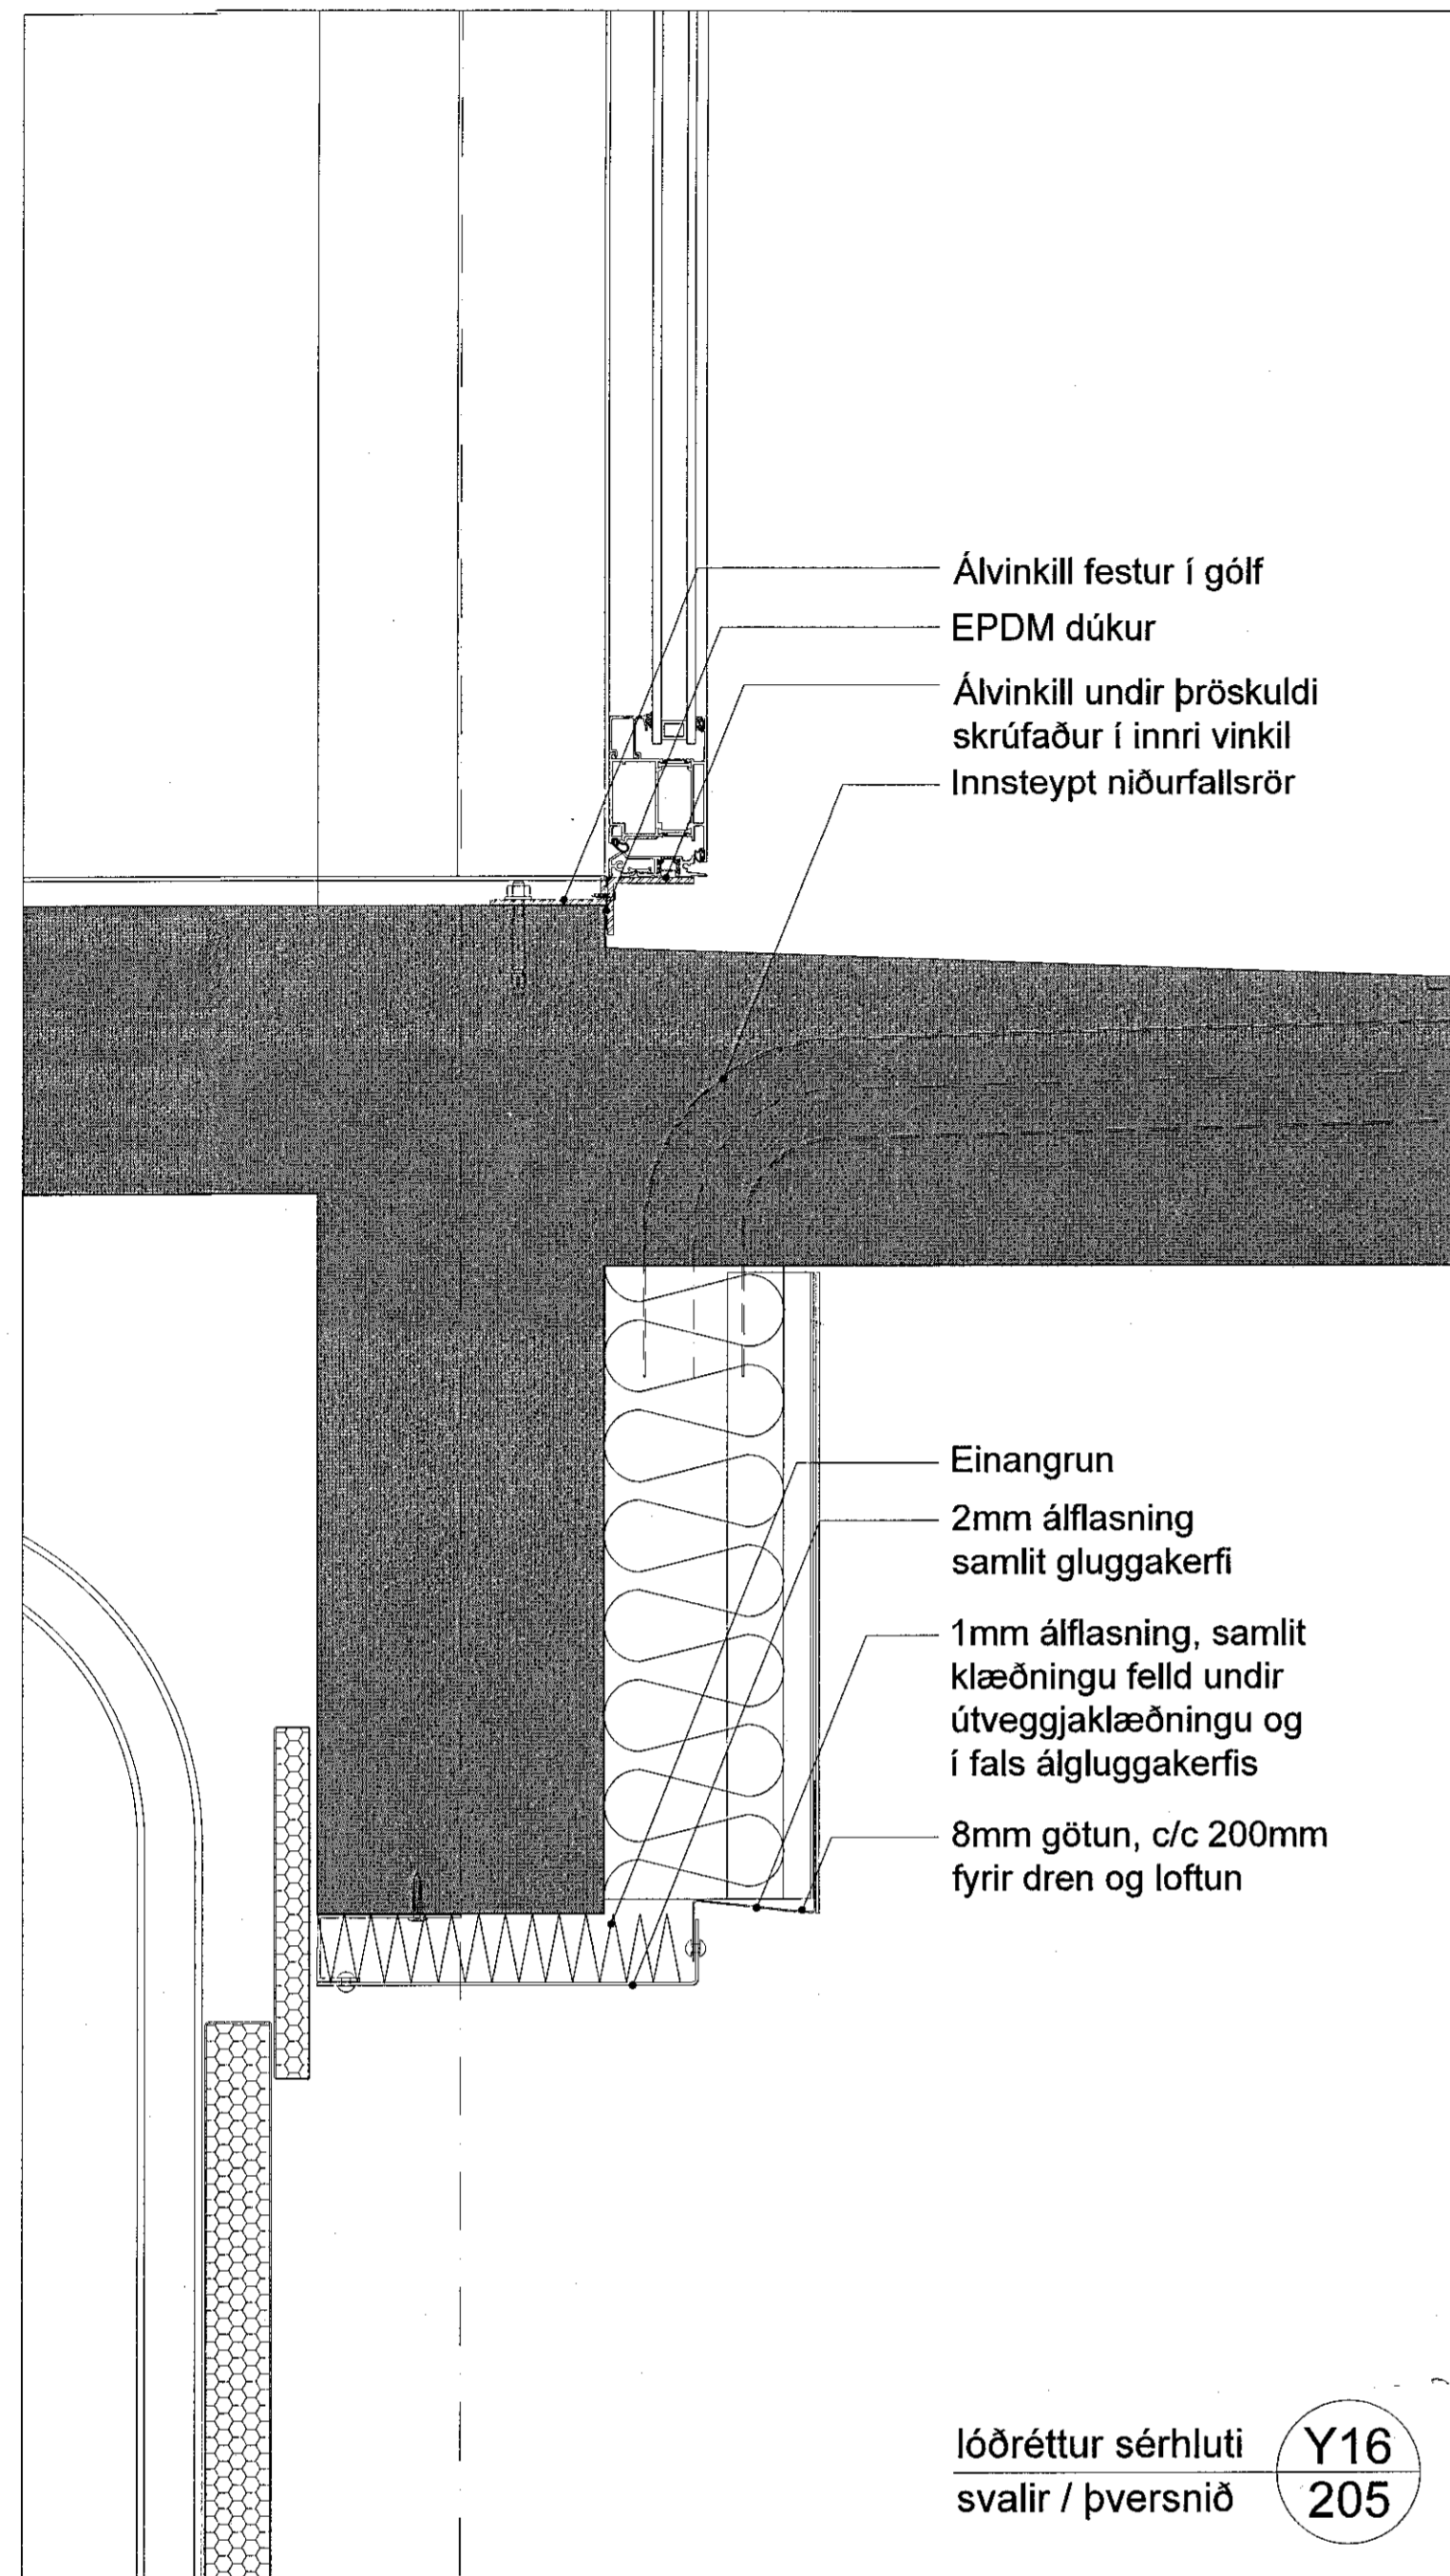 Álvinkill festur í gólf
EPDM dúkur
Álvinkill undir þröskuldi
skrúfaður í innri vinkil
Innsteypt niðurfallsrör
Einangrun
2mm álflasning
samlit gluggakerfi
1mm álflasning, samlit
klæðningu felld undir
útveggjaklæðningu og
í fals álgluggakerfis
8mm götun, c/c 200mm
fyrir dren og loftun
lóðréttur sérhluti
svalir / þversnið
Y16
205